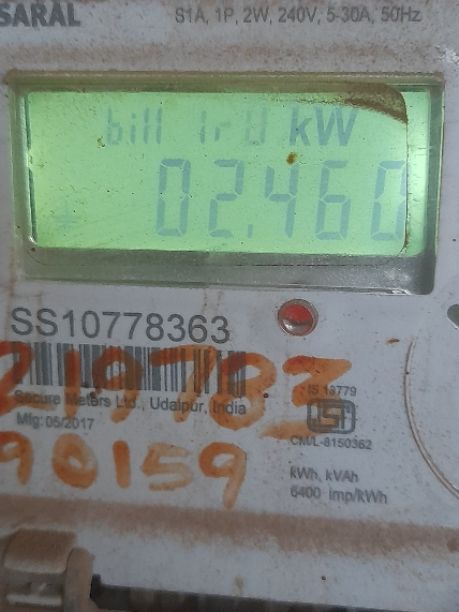 SARAL S1A, 1P, 2W, 240V, 5-30A, 50Hz
kW
02.460
SS10778363
219783
Secure Meters Ltd., Udaipur, India
Mfg: 05/2017
90159
IS 13779
CM/L-8150362
kWh, kVAh
6400 imp/kWh